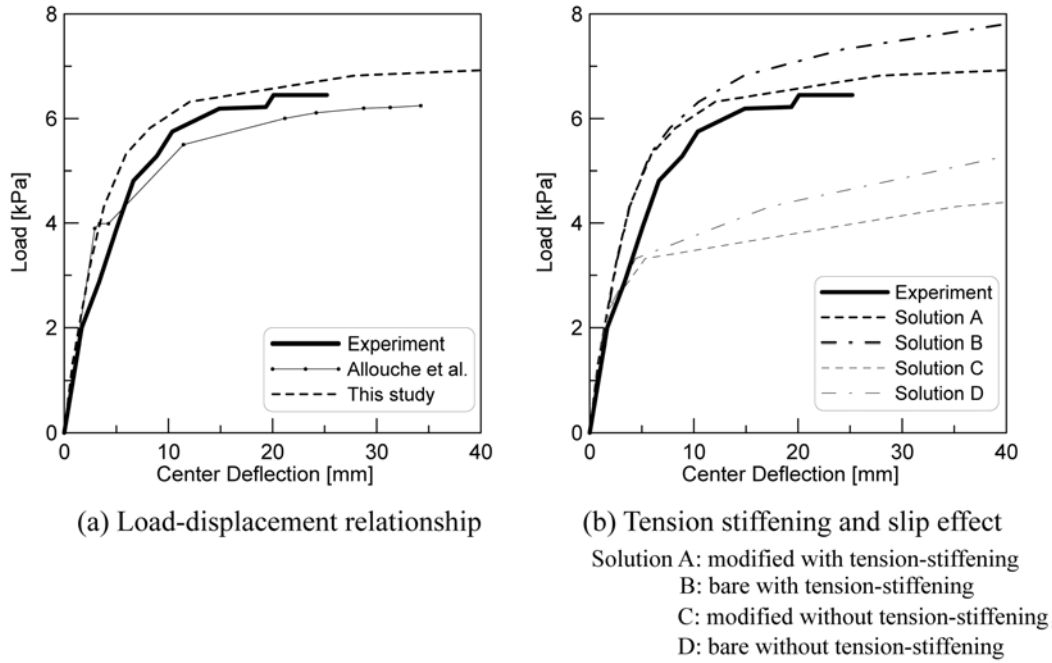 8
6
4
2
0
Load [kPa]
Experiment
Allouche et al.
This study
0 10 20 30 40
Center Deflection [mm]
(a) Load-displacement relationship
8
6
4
2
0
Load [kPa]
Experiment
Solution A
Solution B
Solution C
Solution D
0 10 20 30 40
Center Deflection [mm]
(b) Tension stiffening and slip effect
Solution A: modified with tension-stiffening
B: bare with tension-stiffening
C: modified without tension-stiffening
D: bare without tension-stiffening